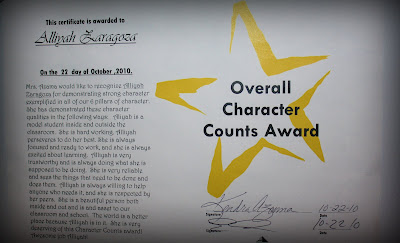 This certificate is awarded to
Alliyah Zaragoza
On the 22 day of October ,2010.
Mrs. Azama would like to recognize Alliyah
Zaragoza for demonstrating strong character
exemplified in all of our 6 pillars of character.
She has demonstrated these character
qualities in the following ways: Alliyah is a
model student inside and outside the
classroom. She is hard working. Alliyah
perseveres to do her best. She is always
focused and ready to work, and she is always
excited about learning. Alliyah is very
trustworthy and is always doing what she is
supposed to be doing. She is very reliable
and sees the things that need to be done and
does them. Alliyah is always willing to help
anyone who needs it, and she is respected by
her peers. She is a beautiful person both
inside and out and is and asset to our
classroom and school. The world is a better
place because Alliyah is in it. She is very
deserving of the Character Counts award!
Alliyah!
Overall
Character
Counts Award
Kendra Azama 10-22-10
Signature Date
10-22-10
Signature Date